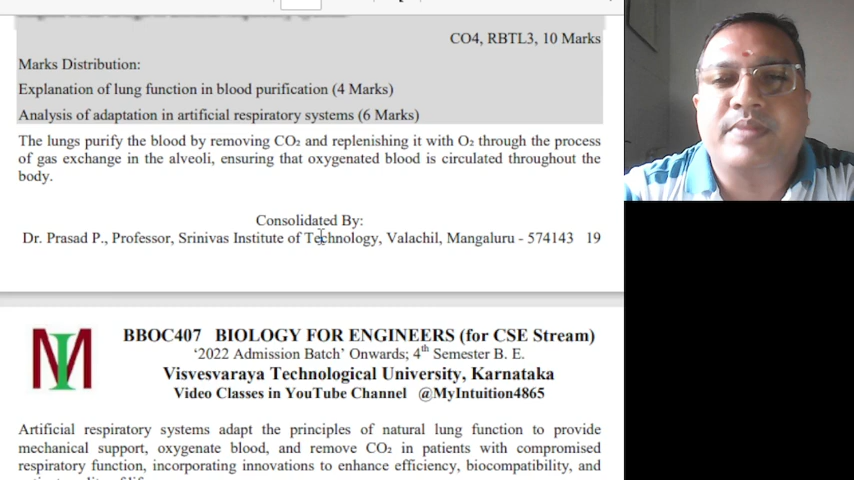 CO4, RBTL3, 10 Marks
Marks Distribution:
Explanation of lung function in blood purification (4 Marks)
Analysis of adaptation in artificial respiratory systems (6 Marks)
The lungs purify the blood by removing CO₂ and replenishing it with O₂ through the process
of gas exchange in the alveoli, ensuring that oxygenated blood is circulated throughout the
body.
Consolidated By:
Dr. Prasad P., Professor, Srinivas Institute of Technology, Valachil, Mangaluru - 574143 19
BBOC407 BIOLOGY FOR ENGINEERS (for CSE Stream)
‘2022 Admission Batch’ Onwards; 4th Semester B. E.
Visvesvaraya Technological University, Karnataka
Video Classes in YouTube Channel @MyIntuition4865
Artificial respiratory systems adapt the principles of natural lung function to provide
mechanical support, oxygenate blood, and remove CO₂ in patients with compromised
respiratory function, incorporating innovations to enhance efficiency, biocompatibility, and